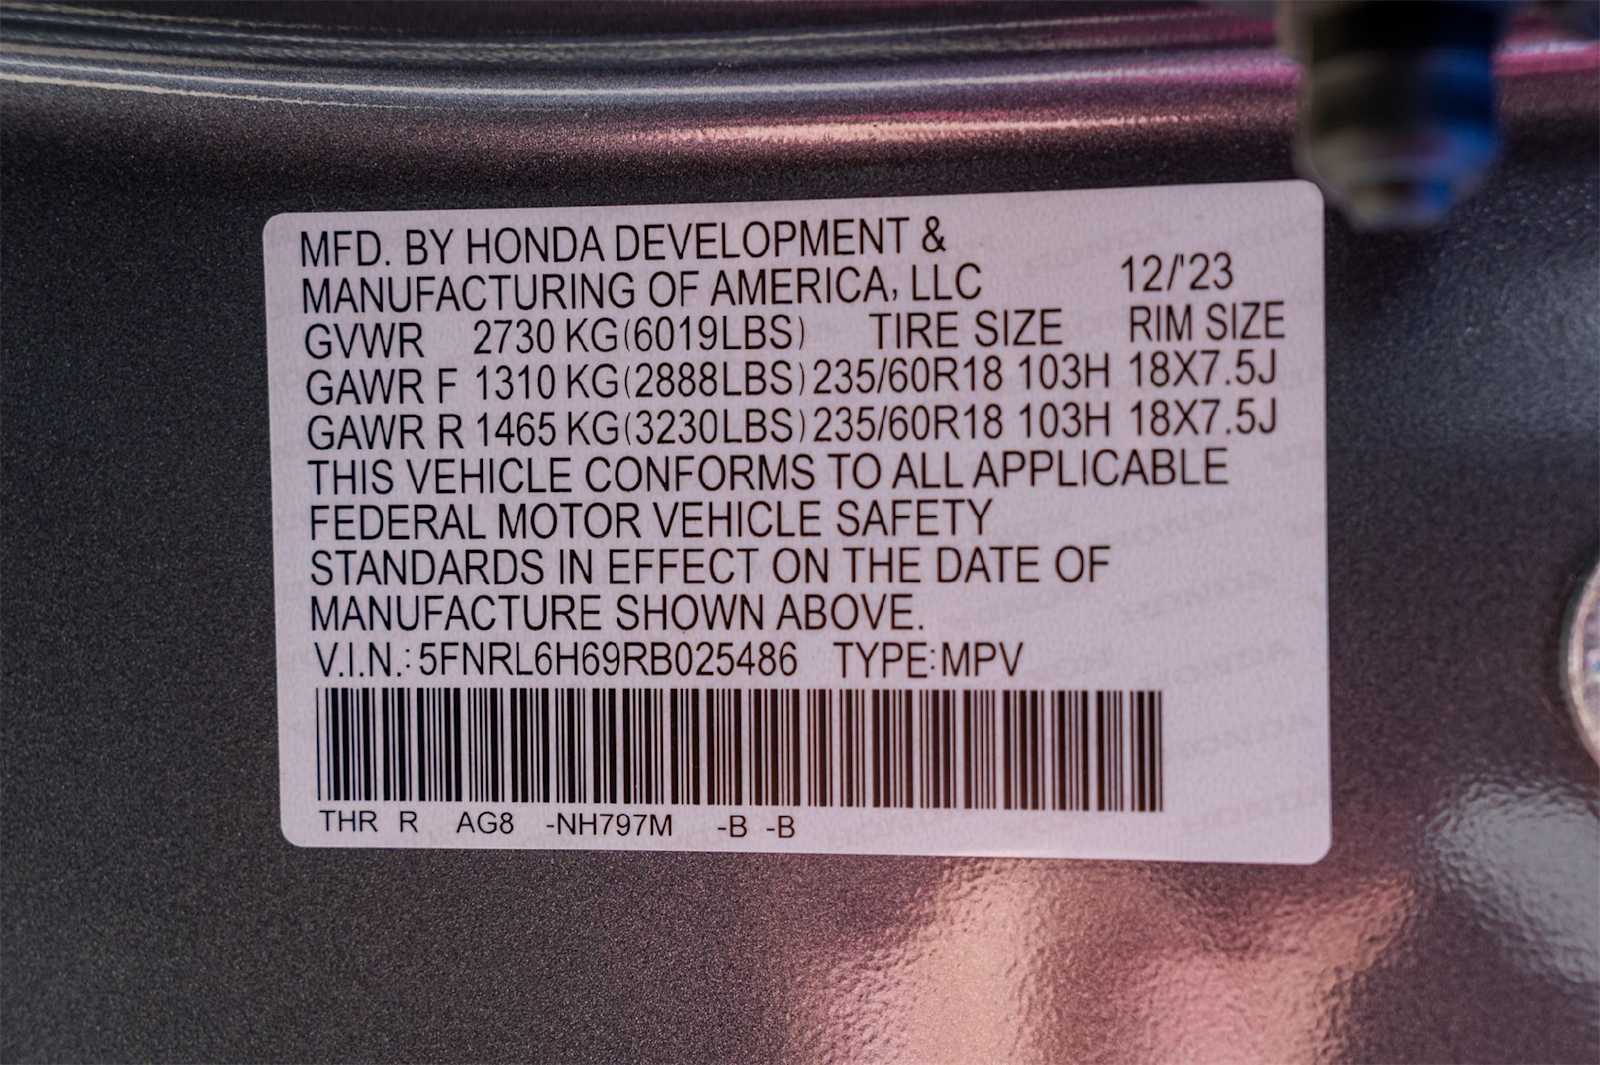 MFD. BY HONDA DEVELOPMENT &
MANUFACTURING OF AMERICA, LLC 12/'23
GVWR 2730 KG(6019LBS) TIRE SIZE RIM SIZE
GAWR F 1310 KG(2888LBS) 235/60R18 103H 18X7.5J
GAWR R 1465 KG(3230LBS) 235/60R18 103H 18X7.5J
THIS VEHICLE CONFORMS TO ALL APPLICABLE
FEDERAL MOTOR VEHICLE SAFETY
STANDARDS IN EFFECT ON THE DATE OF
MANUFACTURE SHOWN ABOVE.
V.I.N.: 5FNRL6H69RB025486 TYPE:MPV
THR R AG8 -NH797M -B -B